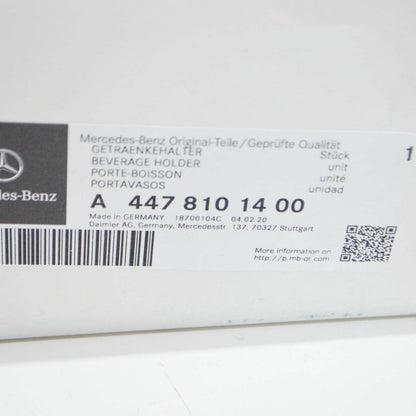 Mercedes-Benz Original-Teile/Geprüfte Qualität
GETRAENKEHALTER Stück 1
BEVERAGE HOLDER unit
PORTE-BOISSON unité
PORTAVASOS unidad
des-Benz
A 447 810 14 00
Made in GERMANY 18700104C 04.02.20
Daimler AG, Germany, Mercedesstr. 137, 70327 Stuttgart
More information on
http://p.mb-qr.com